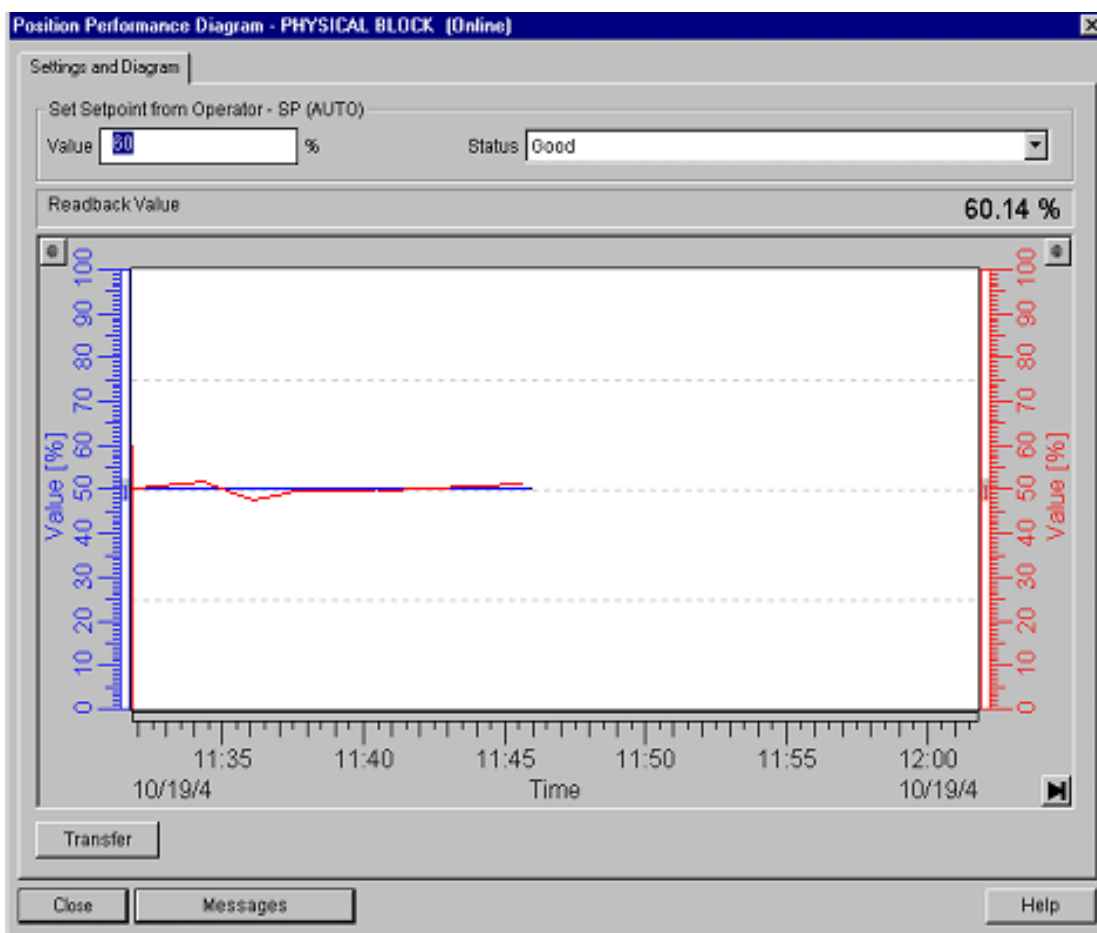 Position Performance Diagram - PHYSICAL BLOCK (Online)
Settings and Diagram
Set Setpoint from Operator - SP (AUTO)
Value 60 % Status Good
Readback Value 60.14 %
100 100
90 90
80 80
70 70
60 60
50 50
40 40
30 30
20 20
10 10
0 0
Value [%] Value [%]
11:35 11:40 11:45 11:50 11:55 12:00
10/19/4 Time 10/19/4
Transfer
Close Messages Help